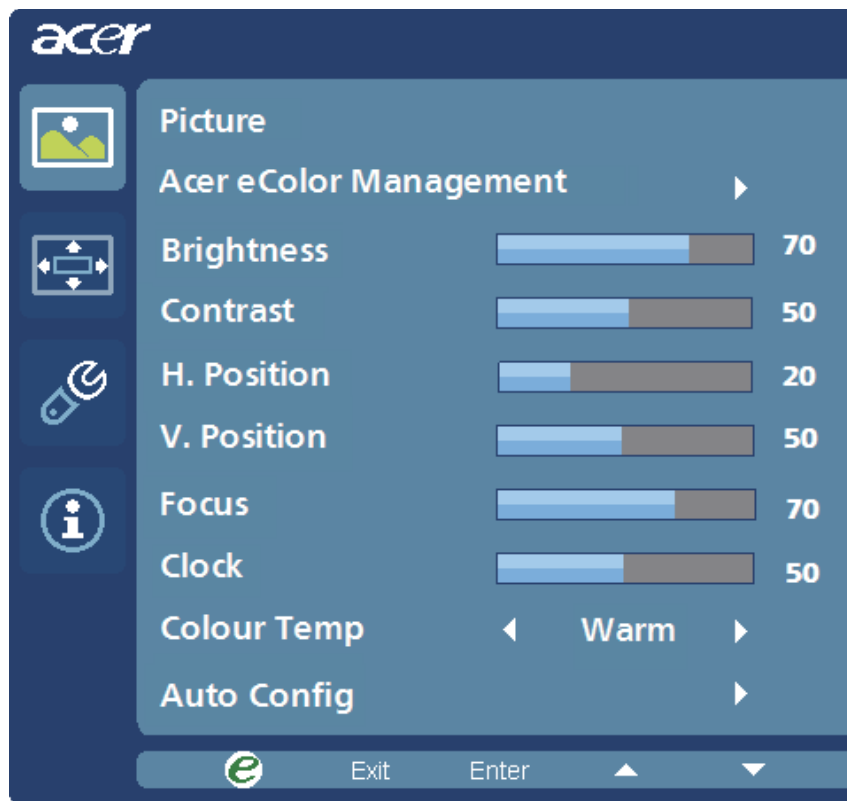 acer
Picture
Acer eColor Management
Brightness 70
Contrast 50
H. Position 20
V. Position 50
Focus 70
Clock 50
Colour Temp Warm
Auto Config
e Exit Enter